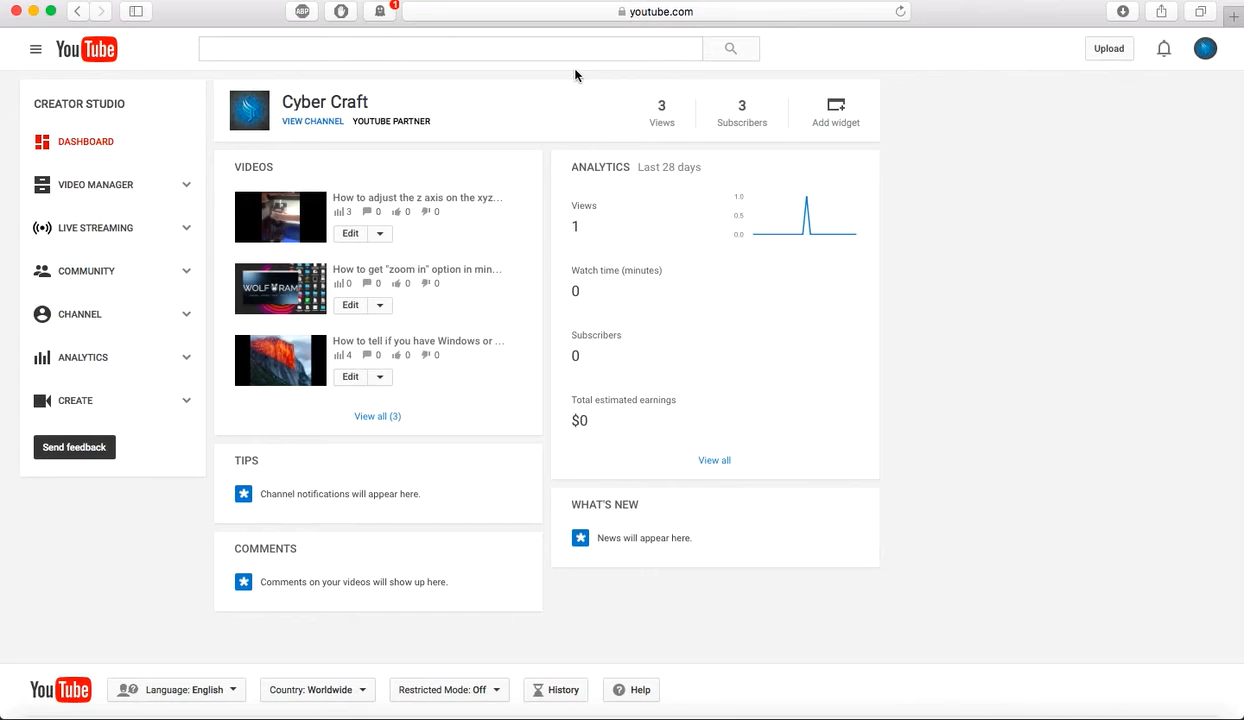 ABP
1
youtube.com
YouTube
Upload
CREATOR STUDIO
DASHBOARD
VIDEO MANAGER
LIVE STREAMING
COMMUNITY
CHANNEL
ANALYTICS
CREATE
Send feedback
Cyber Craft
VIEW CHANNEL YOUTUBE PARTNER
3
Views
3
Subscribers
Add widget
VIDEOS
How to adjust the z axis on the xyz...
3 0 0 0
Edit
WOLFRAM
How to get "zoom in" option in min...
0 0 0 0
Edit
How to tell if you have Windows or ...
4 0 0 0
Edit
View all (3)
TIPS
Channel notifications will appear here.
COMMENTS
Comments on your videos will show up here.
ANALYTICS Last 28 days
Views
1
1.0
0.5
0.0
Watch time (minutes)
0
Subscribers
0
Total estimated earnings
$0
View all
WHAT'S NEW
News will appear here.
YouTube
Language: English
Country: Worldwide
Restricted Mode: Off
History
Help